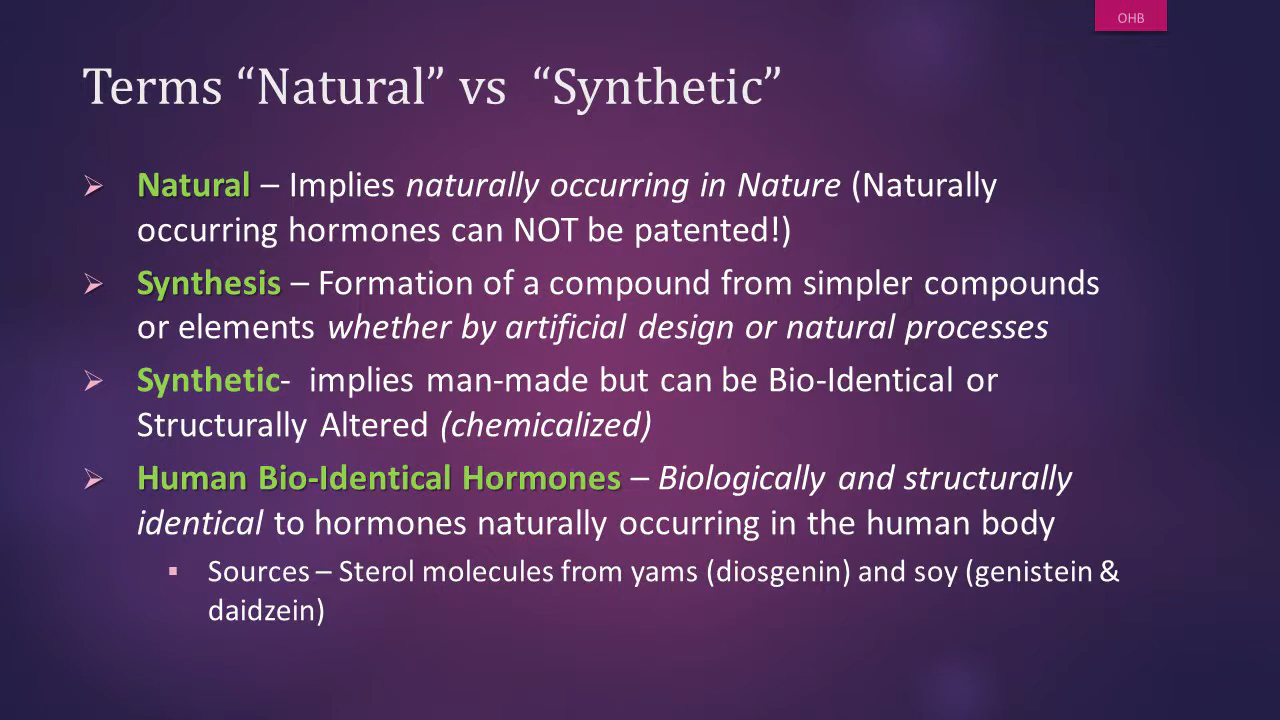 OHB
Terms “Natural” vs “Synthetic”
Natural – Implies naturally occurring in Nature (Naturally
occurring hormones can NOT be patented!)
Synthesis – Formation of a compound from simpler compounds
or elements whether by artificial design or natural processes
Synthetic- implies man-made but can be Bio-Identical or
Structurally Altered (chemicalized)
Human Bio-Identical Hormones – Biologically and structurally
identical to hormones naturally occurring in the human body
Sources – Sterol molecules from yams (diosgenin) and soy (genistein &
daidzein)